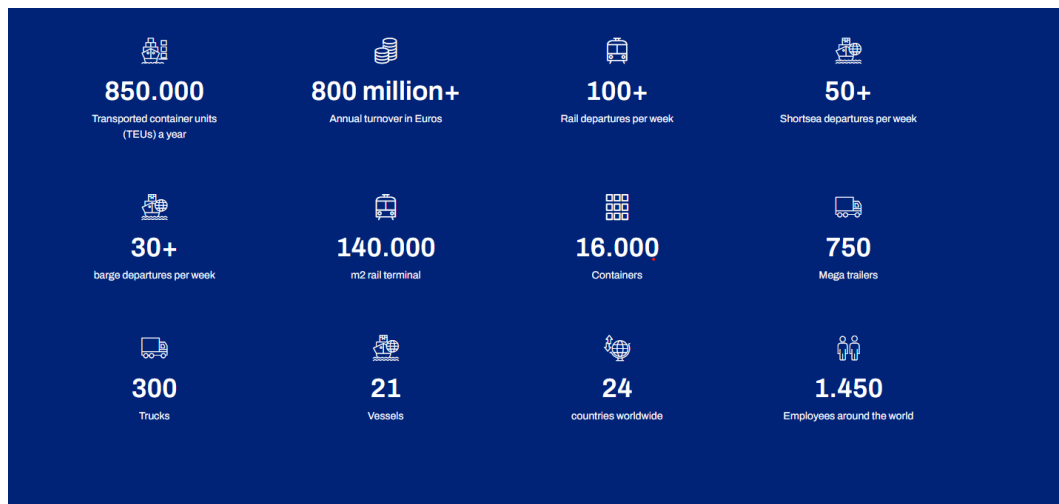 850.000
Transported container units
(TEUs) a year
800 million+
Annual turnover in Euros
100+
Rail departures per week
50+
Shortsea departures per week
30+
barge departures per week
140.000
m2 rail terminal
16.000
Containers
750
Mega trailers
300
Trucks
21
Vessels
24
countries worldwide
1.450
Employees around the world